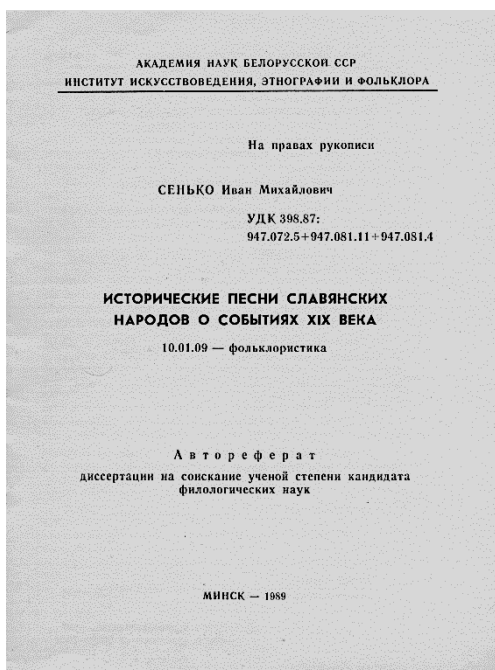 АКАДЕМИЯ НАУК БЕЛОРУССКОЙ ССР
ИНСТИТУТ ИСКУССТВОВЕДЕНИЯ, ЭТНОГРАФИИ И ФОЛЬКЛОРА
На правах рукописи
СЕНЬКО Иван Михайлович
УДК 398.87:
947.072.5+947.081.11+947.081.4
ИСТОРИЧЕСКИЕ ПЕСНИ СЛАВЯНСКИХ
НАРОДОВ О СОБЫТИЯХ XIX ВЕКА
10.01.09 — фольклористика
Автореферат
диссертации на соискание ученой степени кандидата
филологических наук
МИНСК — 1989